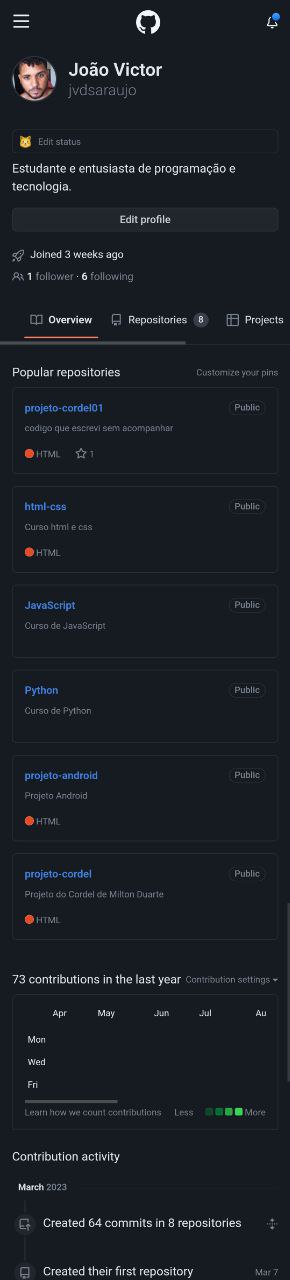 João Victor
jvdsaraujo
Edit status
Estudante e entusiasta de programação e
tecnologia.
Edit profile
Joined 3 weeks ago
1 follower · 6 following
Overview Repositories 8 Projects
Popular repositories Customize your pins
projeto-cordel01 Public
codigo que escrevi sem acompanhar
HTML 1
html-css Public
Curso html e css
HTML
JavaScript Public
Curso de JavaScript
Python Public
Curso de Python
projeto-android Public
Projeto Android
HTML
projeto-cordel Public
Projeto do Cordel de Milton Duarte
HTML
73 contributions in the last year Contribution settings
Apr May Jun Jul Au
Mon
Wed
Fri
Learn how we count contributions Less More
Contribution activity
March 2023
Created 64 commits in 8 repositories
Created their first repository Mar 7